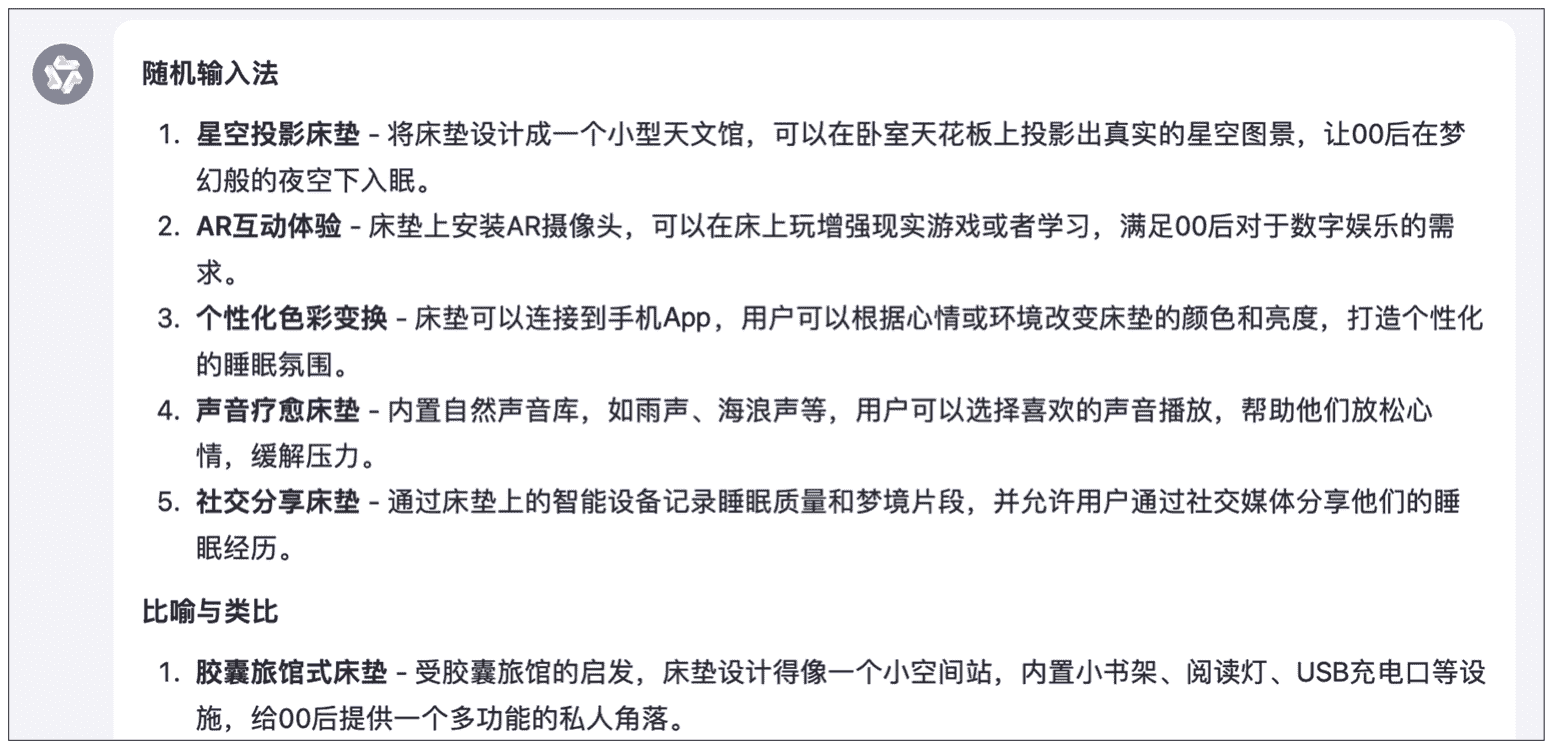 随机输入法
1. 星空投影床垫 - 将床垫设计成一个小型天文馆，可以在卧室天花板上投影出真实的星空图景，让00后在梦
幻般的夜空下入眠。
2. AR互动体验 - 床垫上安装AR摄像头，可以在床上玩增强现实游戏或者学习，满足00后对于数字娱乐的需
求。
3. 个性化色彩变换 - 床垫可以连接到手机App，用户可以根据心情或环境改变床垫的颜色和亮度，打造个性化
的睡眠氛围。
4. 声音疗愈床垫 - 内置自然声音库，如雨声、海浪声等，用户可以选择喜欢的声音播放，帮助他们放松心
情，缓解压力。
5. 社交分享床垫 - 通过床垫上的智能设备记录睡眠质量和梦境片段，并允许用户通过社交媒体分享他们的睡
眠经历。
比喻与类比
1. 胶囊旅馆式床垫 - 受胶囊旅馆的启发，床垫设计得像一个小空间站，内置小书架、阅读灯、USB充电口等设
施，给00后提供一个多功能的私人角落。